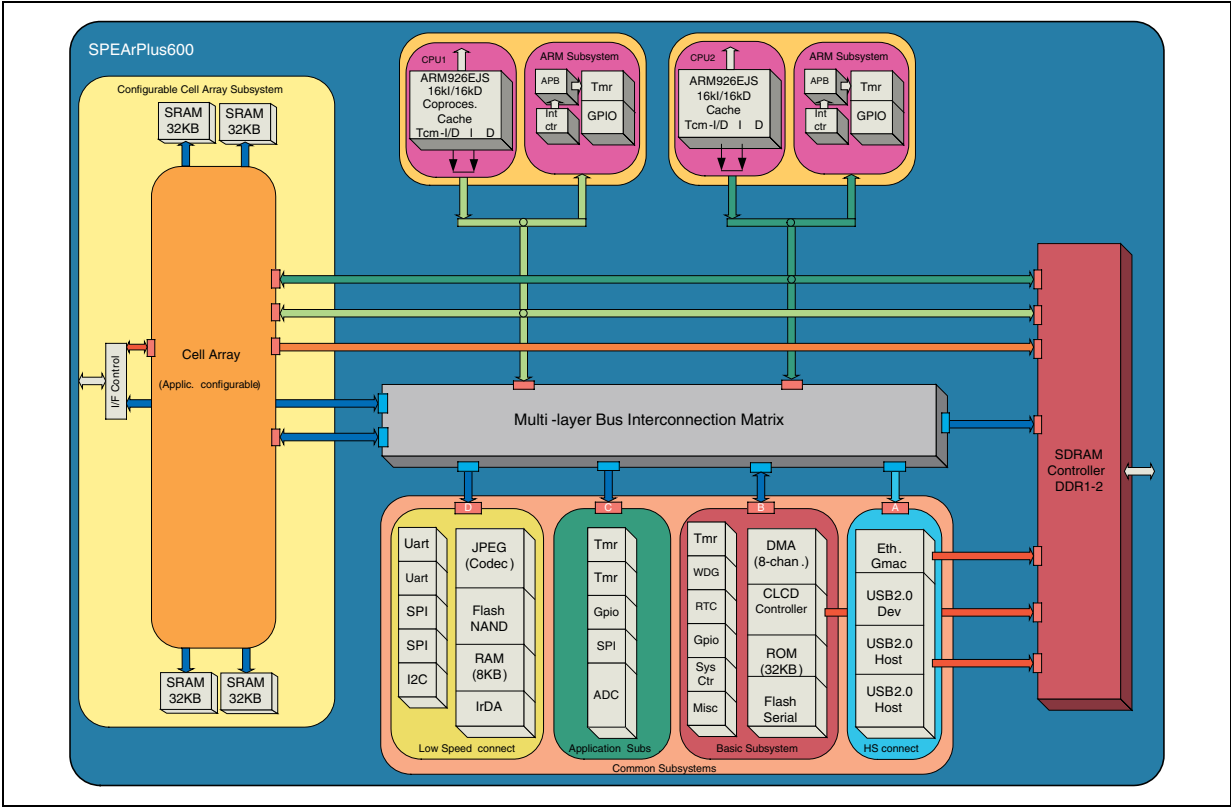 SPEArPlus600
Configurable Cell Array Subsystem
SRAM
32KB
SRAM
32KB
Cell Array
(Applic. configurable)
I/F Control
SRAM
32KB
SRAM
32KB
CPU1
ARM926EJS
16kI/16kD
Coproces.
Cache
Tcm-I/D I D
ARM Subsystem
APB
Tmr
Int
ctr
GPIO
CPU2
ARM926EJS
16kI/16kD
Coproces.
Cache
Tcm-I/D I D
ARM Subsystem
APB
Tmr
Int
ctr
GPIO
Multi -layer Bus Interconnection Matrix
SDRAM
Controller
DDR1-2
D
Uart
Uart
SPI
SPI
I2C
JPEG
(Codec)
Flash
NAND
RAM
(8KB)
IrDA
Low Speed connect
C
Tmr
Tmr
Gpio
SPI
ADC
Application Subs
B
Tmr
WDG
RTC
Gpio
Sys
Ctr
Misc
DMA
(8-chan.)
CLCD
Controller
ROM
(32KB)
Flash
Serial
Basic Subsystem
A
Eth.
Gmac
USB2.0
Dev
USB2.0
Host
USB2.0
Host
HS connect
Common Subsystems